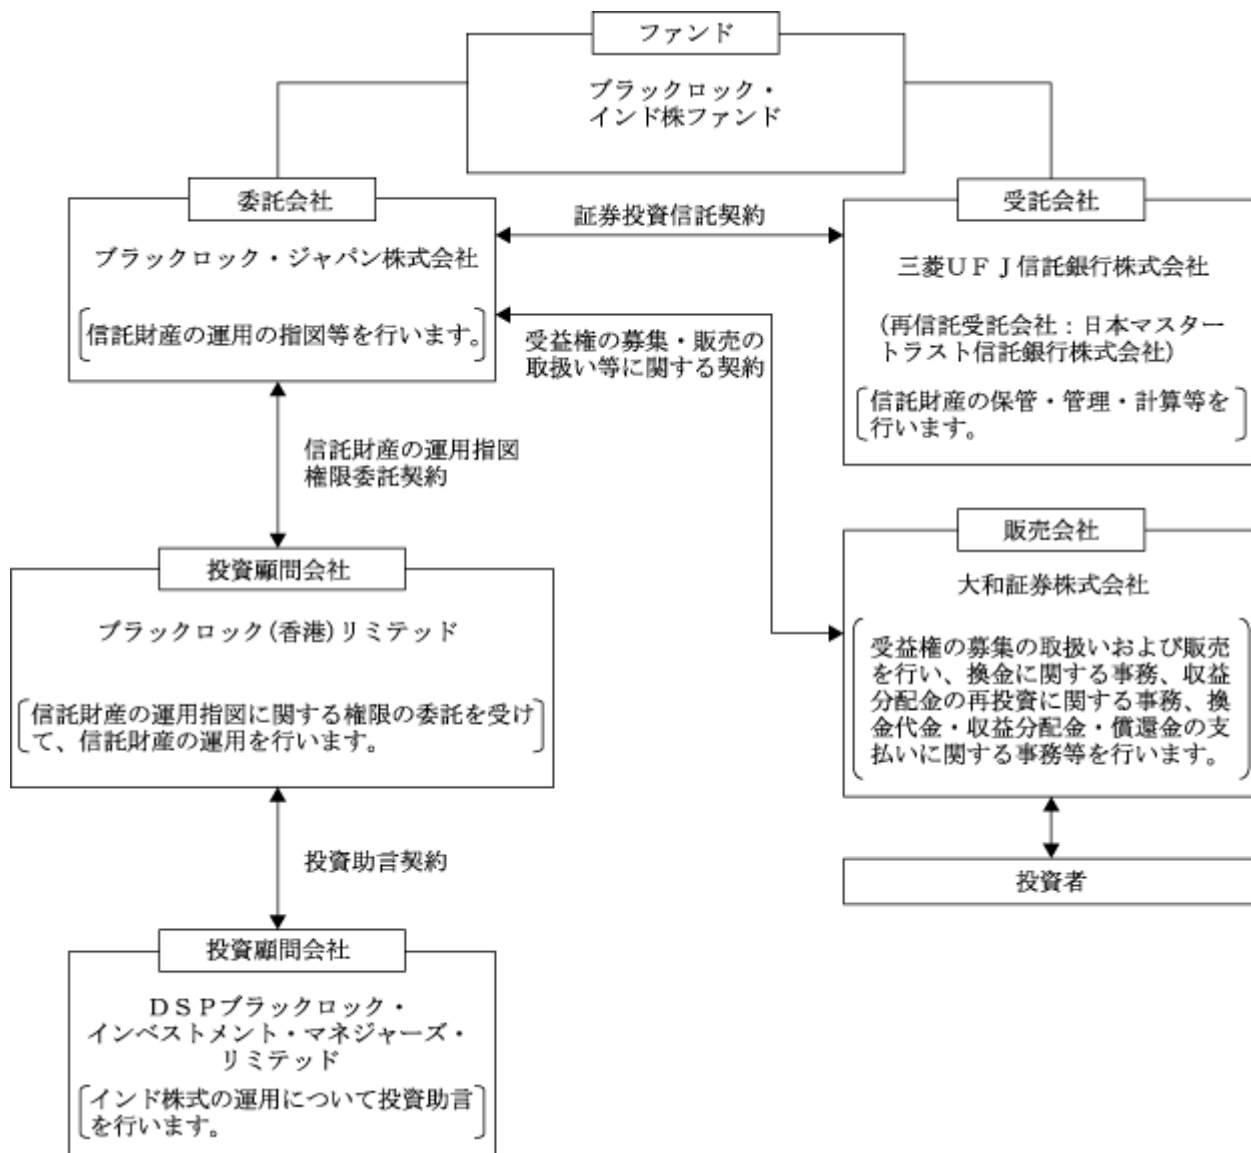 ファンド
ブラックロック・
インド株ファンド
委託会社
ブラックロック・ジャパン株式会社
信託財産の運用の指図等を行います。
証券投資信託契約
受託会社
三菱ＵＦＪ信託銀行株式会社
（再信託受託会社：日本マスター
トラスト信託銀行株式会社）
信託財産の保管・管理・計算等を
行います。
受益権の募集・販売の
取扱い等に関する契約
信託財産の運用指図
権限委託契約
投資顧問会社
ブラックロック（香港）リミテッド
信託財産の運用指図に関する権限の委託を受け
て、信託財産の運用を行います。
販売会社
大和証券株式会社
受益権の募集の取扱いおよび販売
を行い、換金に関する事務、収益
分配金の再投資に関する事務、換
金代金・収益分配金・償還金の支
払いに関する事務等を行います。
投資助言契約
投資者
投資顧問会社
ＤＳＰブラックロック・
インベストメント・マネジャーズ・
リミテッド
インド株式の運用について投資助言
を行います。